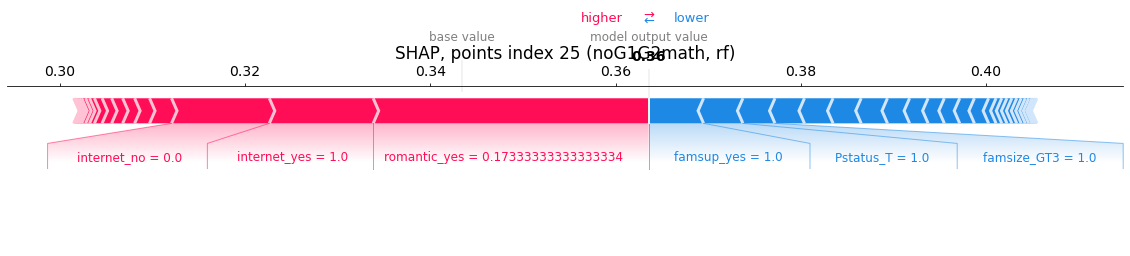 higher ⇄ lower
base value model output value
SHAP, points index 25 (noG1G2math, rf)
0.36
0.30 0.32 0.34 0.36 0.38 0.40
internet_no = 0.0 internet_yes = 1.0 romantic_yes = 0.17333333333333334 famsup_yes = 1.0 Pstatus_T = 1.0 famsize_GT3 = 1.0